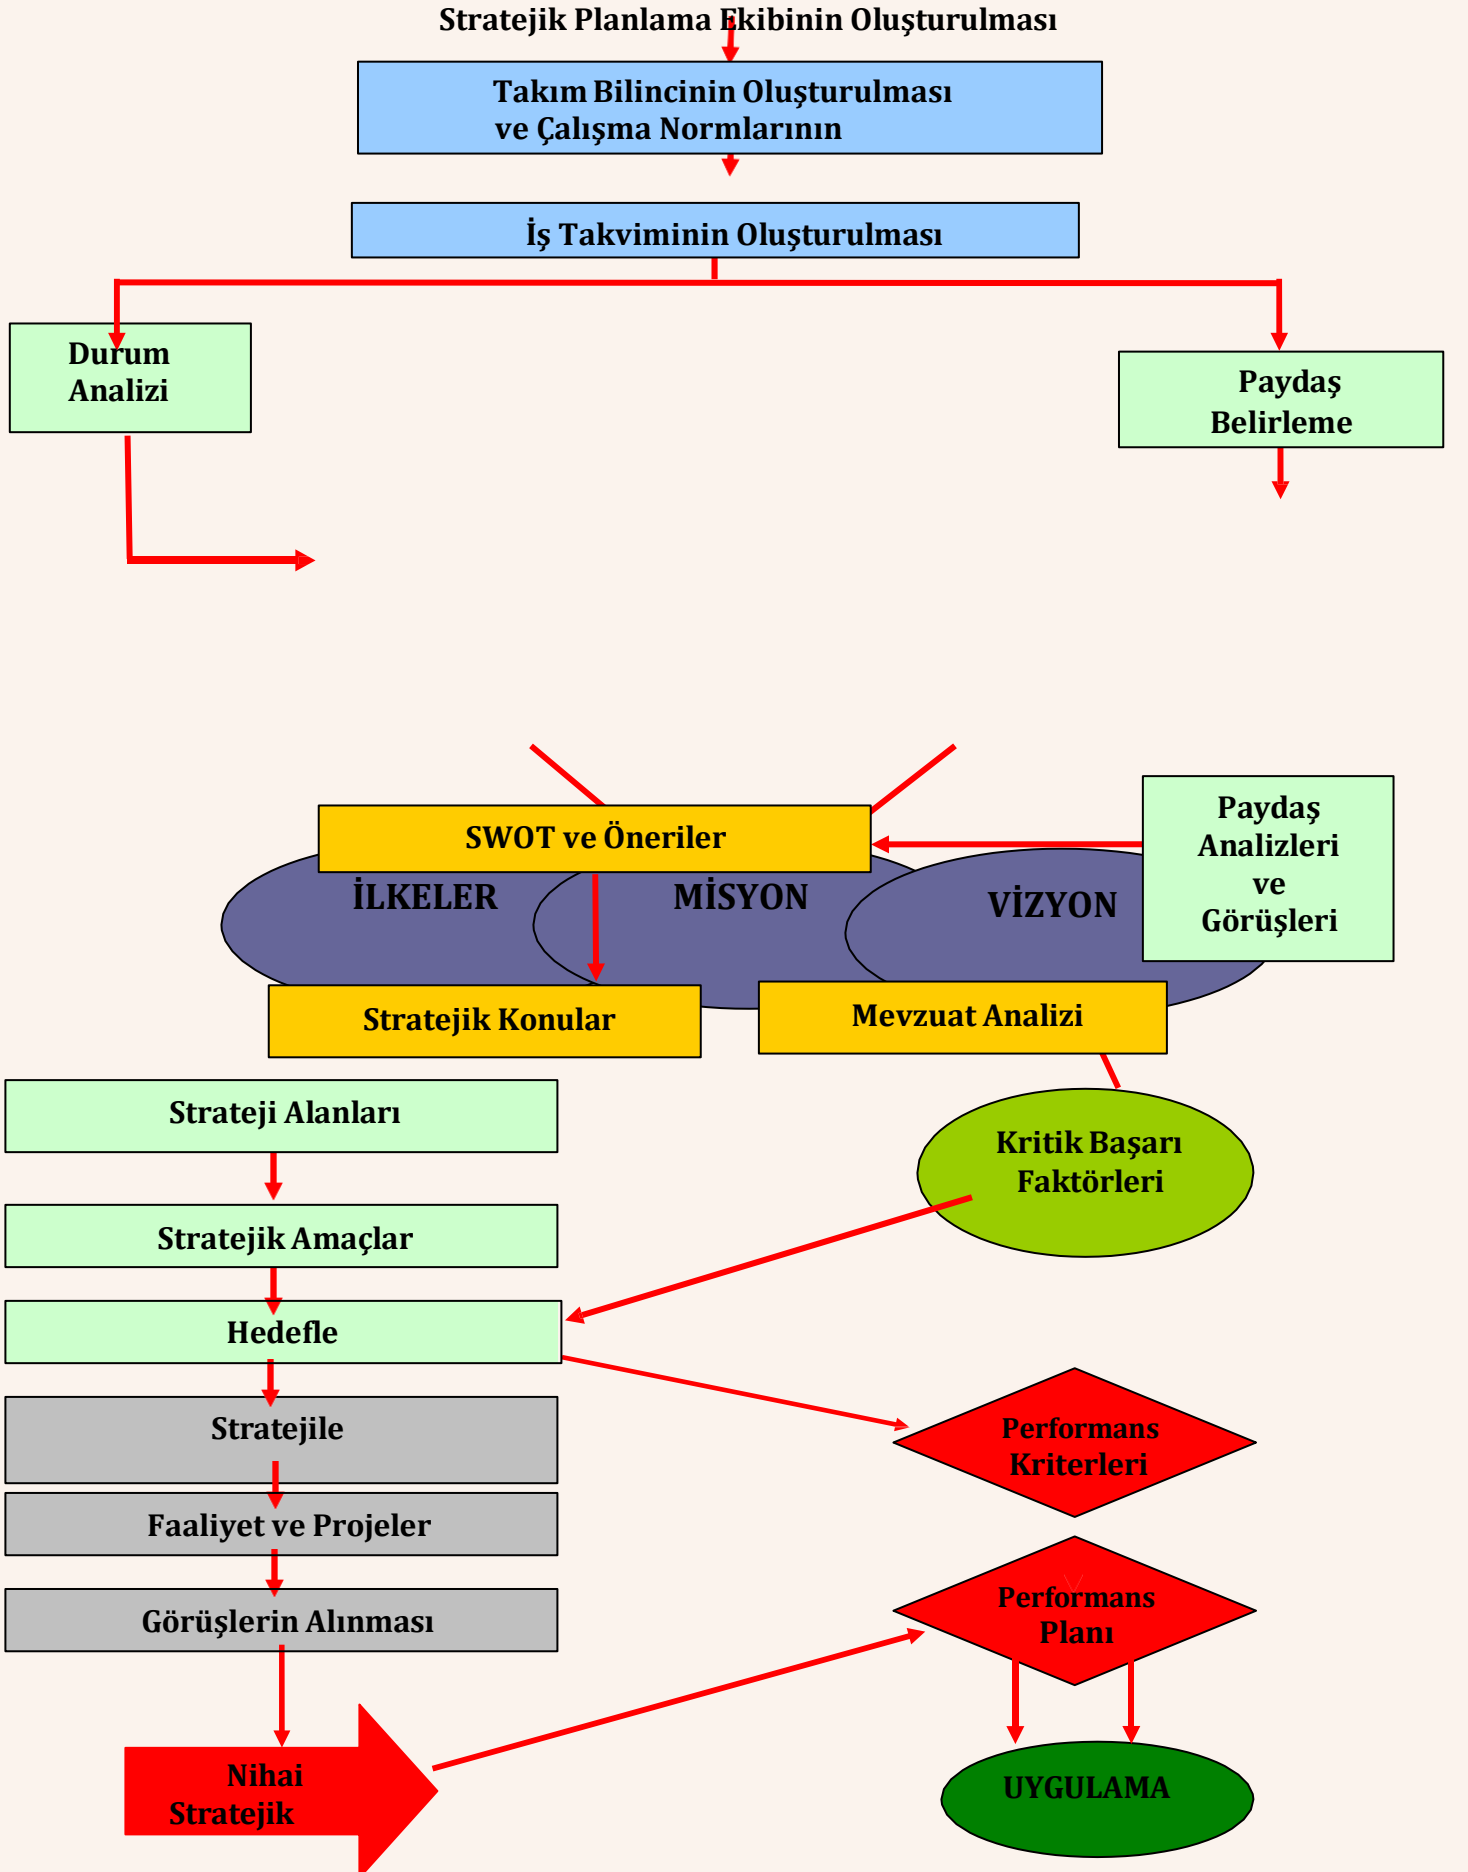 Stratejik Planlama Ekibinin Oluşturulması
Takım Bilincinin Oluşturulması
ve Çalışma Normlarının
İş Takviminin Oluşturulması
Durum
Analizi
Paydaş
Belirleme
SWOT ve Öneriler
Paydaş
Analizleri
ve
Görüşleri
İLKELER
MİSYON
VİZYON
Stratejik Konular
Mevzuat Analizi
Strateji Alanları
Kritik Başarı
Faktörleri
Stratejik Amaçlar
Hedefle
Stratejile
Performans
Kriterleri
Faaliyet ve Projeler
Görüşlerin Alınması
Performans
Planı
Nihai
Stratejik
UYGULAMA